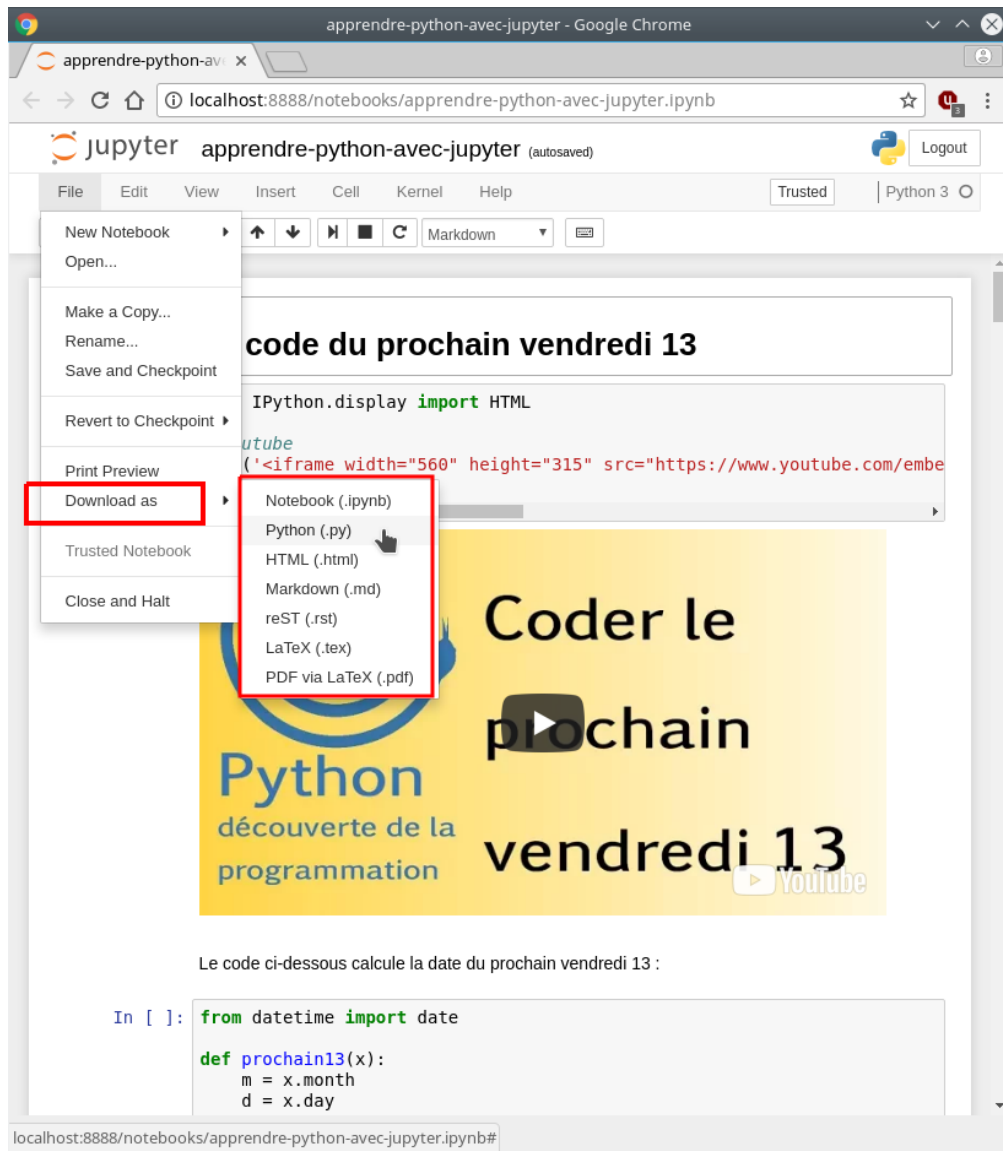 apprendre-python-avec-jupyter - Google Chrome
apprendre-python-av
localhost:8888/notebooks/apprendre-python-avec-jupyter.ipynb
3
jupyter apprendre-python-avec-jupyter (autosaved)
Logout
File Edit View Insert Cell Kernel Help
Trusted
Python 3
Markdown
New Notebook
Open...
Make a Copy...
Rename...
Save and Checkpoint
Revert to Checkpoint
Print Preview
Download as
Trusted Notebook
Close and Halt
Notebook (.ipynb)
Python (.py)
HTML (.html)
Markdown (.md)
reST (.rst)
LaTeX (.tex)
PDF via LaTeX (.pdf)
code du prochain vendredi 13
IPython.display import HTML
utube
('<iframe width="560" height="315" src="https://www.youtube.com/embe
Python
découverte de la
programmation
Coder le
prochain
vendredi 13
YouTube
Le code ci-dessous calcule la date du prochain vendredi 13 :
In [ ]: from datetime import date
def prochain13(x):
m = x.month
d = x.day
localhost:8888/notebooks/apprendre-python-avec-jupyter.ipynb#